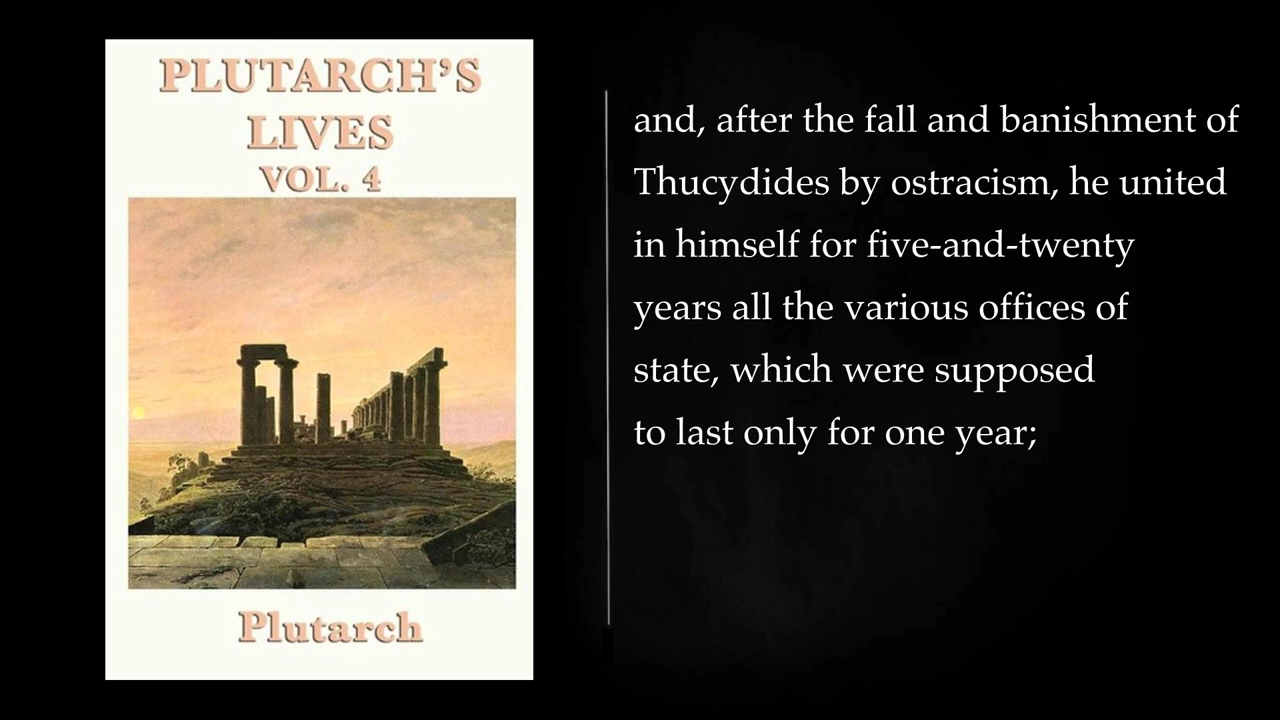 PLUTARCH'S
LIVES
VOL. 4
Plutarch
and, after the fall and banishment of
Thucydides by ostracism, he united
in himself for five-and-twenty
years all the various offices of
state, which were supposed
to last only for one year;